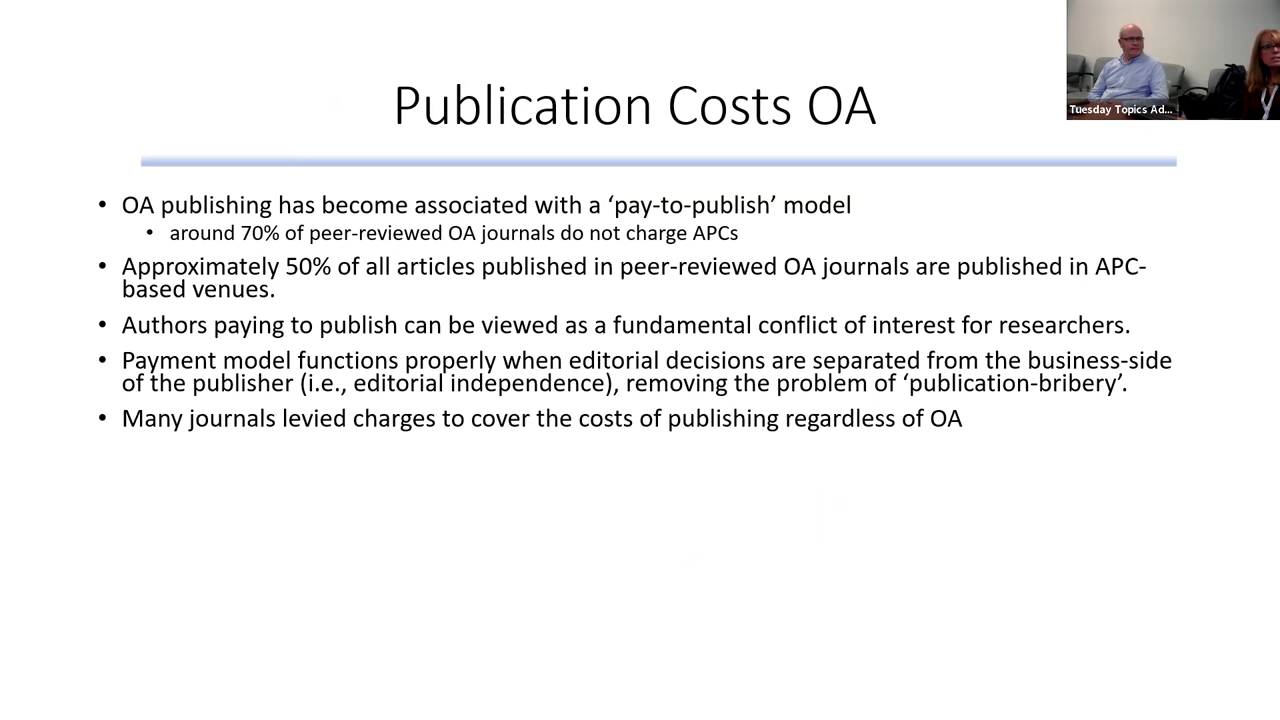 Publication Costs OA
Tuesday Topics Ad...
• OA publishing has become associated with a ‘pay-to-publish’ model
• around 70% of peer-reviewed OA journals do not charge APCs
• Approximately 50% of all articles published in peer-reviewed OA journals are published in APC-
based venues.
• Authors paying to publish can be viewed as a fundamental conflict of interest for researchers.
• Payment model functions properly when editorial decisions are separated from the business-side
of the publisher (i.e., editorial independence), removing the problem of ‘publication-bribery’.
• Many journals levied charges to cover the costs of publishing regardless of OA